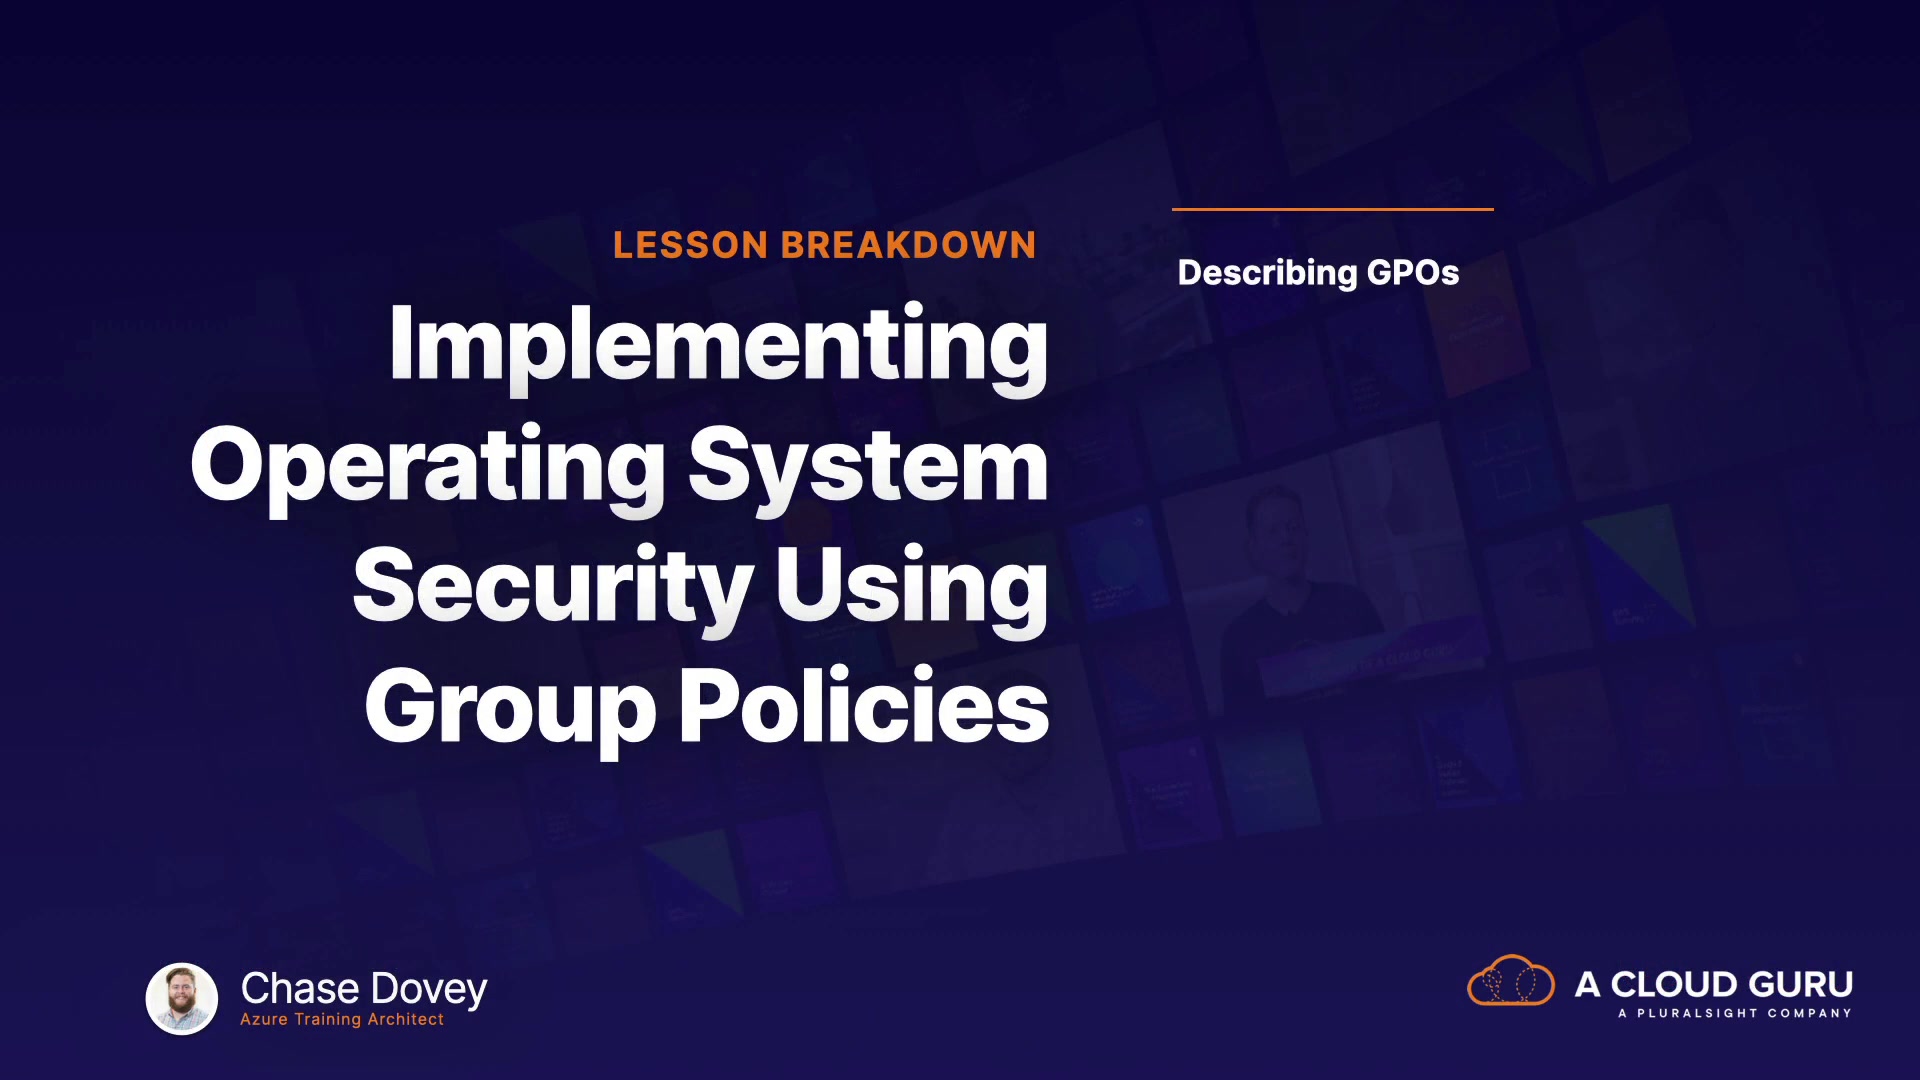 LESSON BREAKDOWN
Implementing
Operating System
Security Using
Group Policies
Describing GPOs
Chase Dovey
Azure Training Architect
A CLOUD GURU
A PLURALSIGHT COMPANY